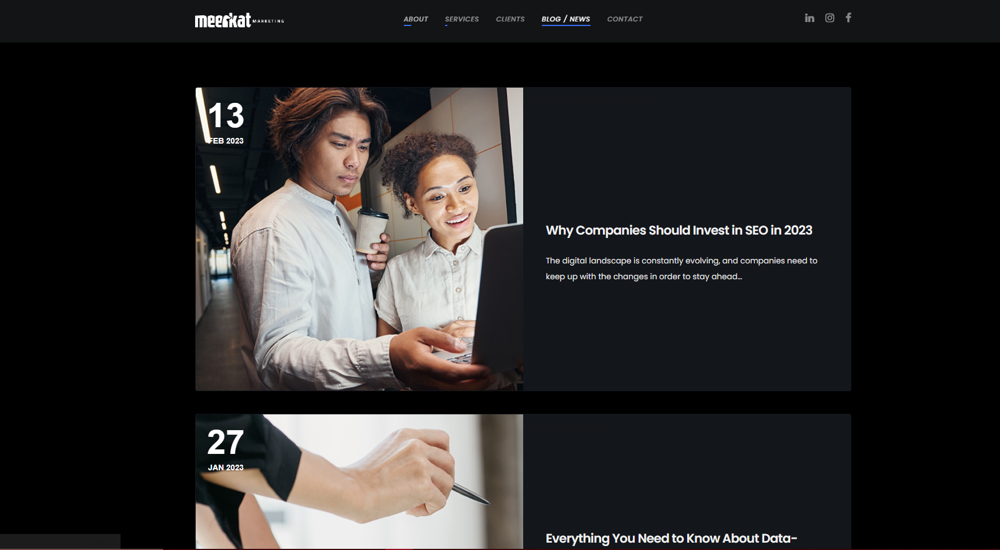 meerkat MARKETING
ABOUT SERVICES CLIENTS BLOG / NEWS CONTACT
13
FEB 2023
Why Companies Should Invest in SEO in 2023
The digital landscape is constantly evolving, and companies need to
keep up with the changes in order to stay ahead...
27
JAN 2023
Everything You Need to Know About Data-